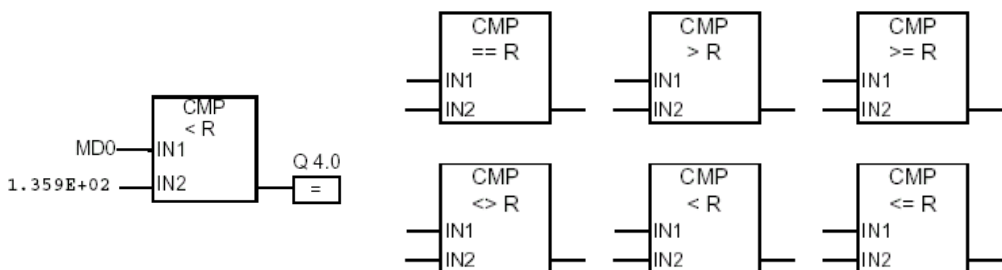 CMP
< R
MD0
IN1
1.359E+02
IN2
Q 4.0
=
CMP
== R
IN1
IN2
CMP
> R
IN1
IN2
CMP
>= R
IN1
IN2
CMP
<> R
IN1
IN2
CMP
< R
IN1
IN2
CMP
<= R
IN1
IN2